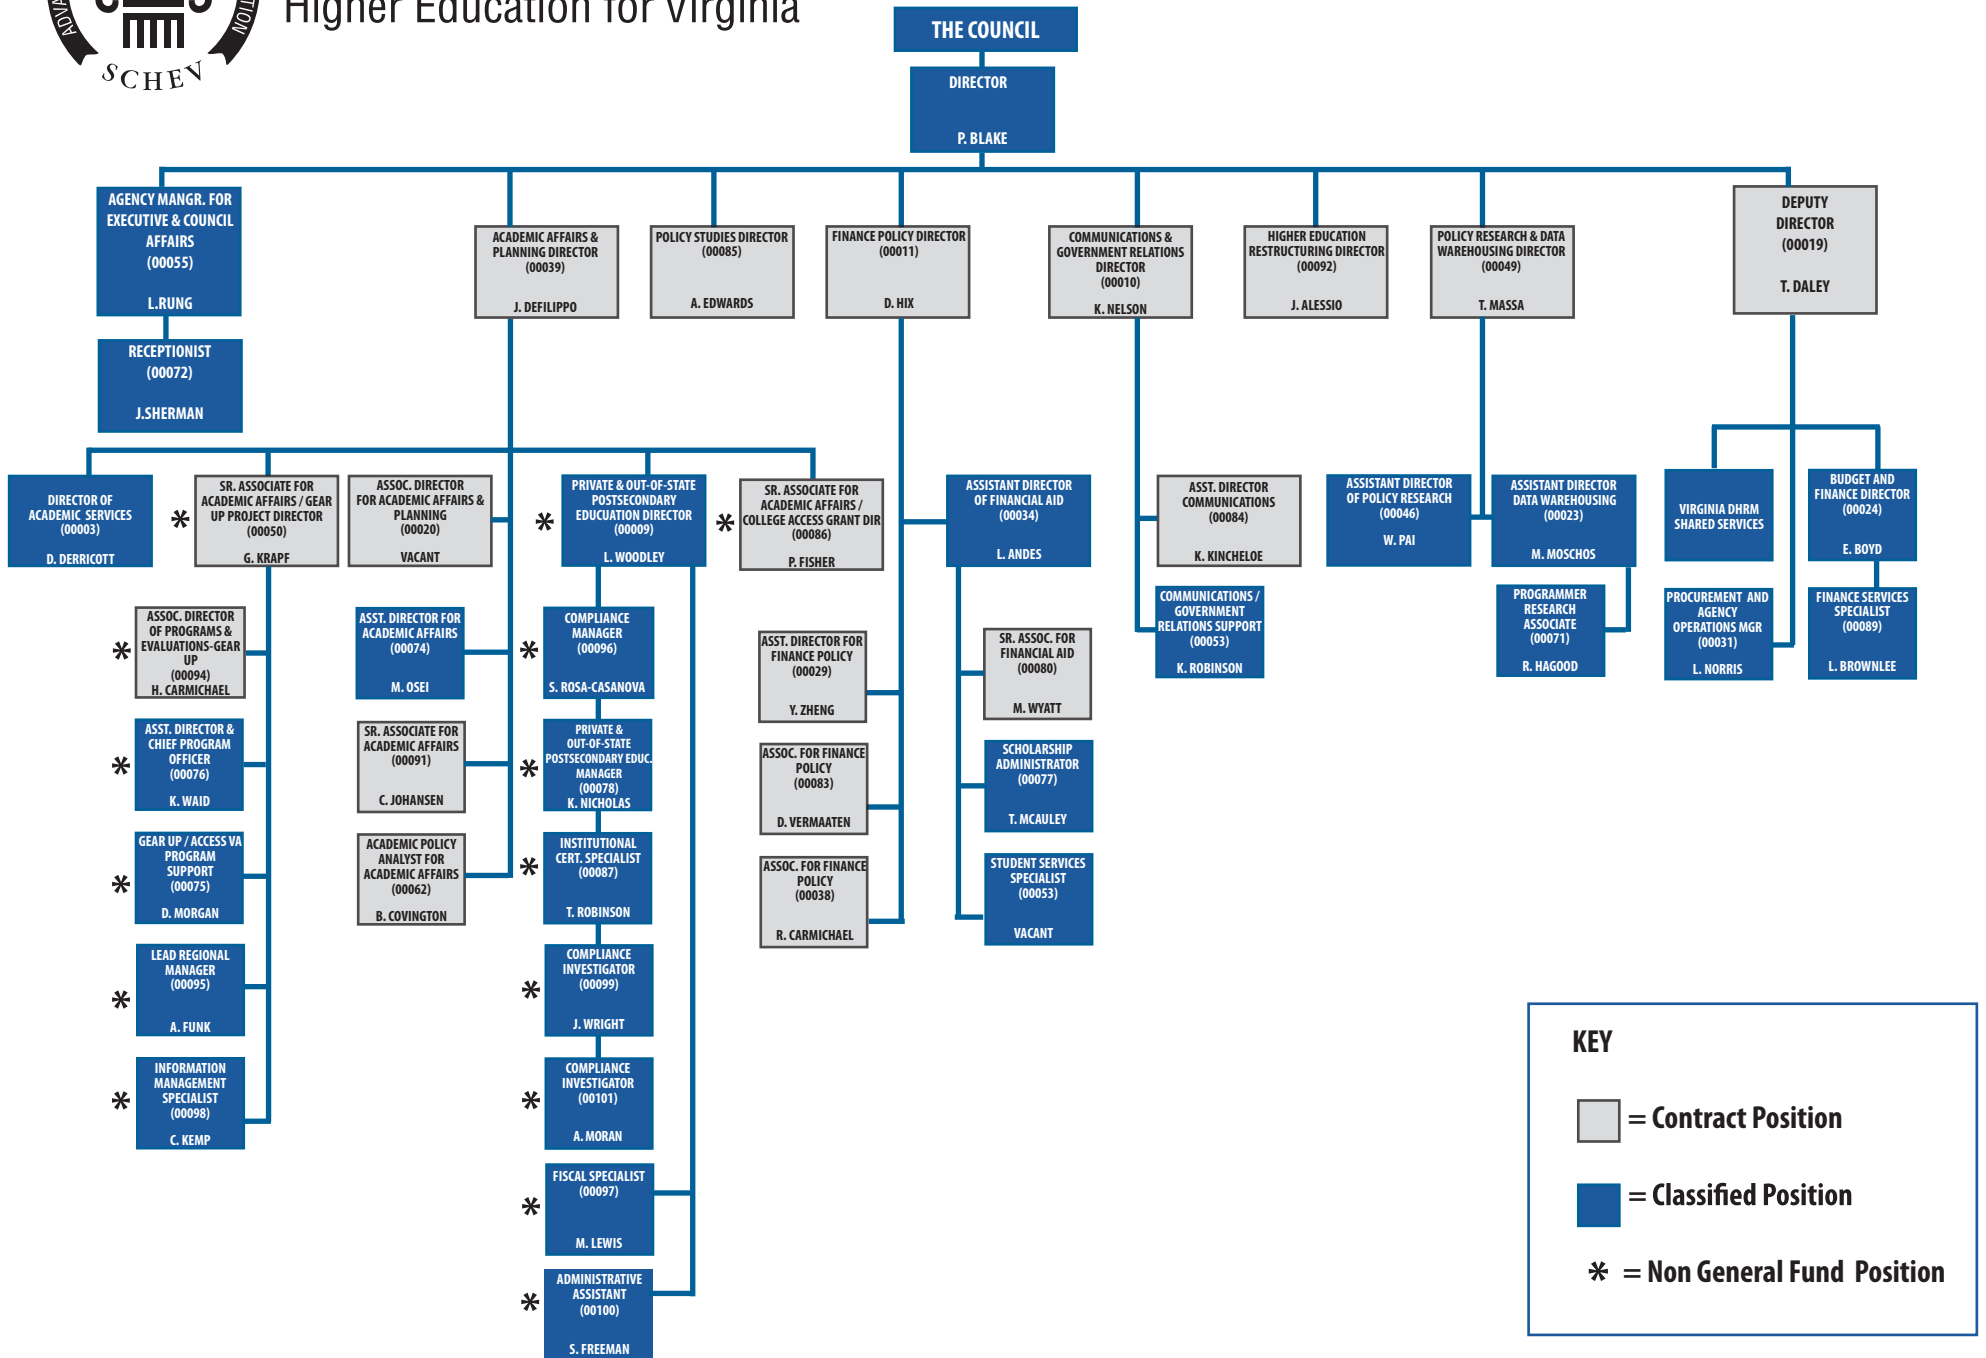 Higher Education for Virginia
ADVA
TION
SCHEV
THE COUNCIL
DIRECTOR
P. BLAKE
AGENCY MANGR. FOR
EXECUTIVE & COUNCIL
AFFAIRS
(00055)
L.RUNG
RECEPTIONIST
(00072)
J.SHERMAN
ACADEMIC AFFAIRS &
PLANNING DIRECTOR
(00039)
J. DEFILIPPO
POLICY STUDIES DIRECTOR
(00085)
A. EDWARDS
FINANCE POLICY DIRECTOR
(00011)
D. HIX
COMMUNICATIONS &
GOVERNMENT RELATIONS
DIRECTOR
(00010)
K. NELSON
HIGHER EDUCATION
RESTRUCTURING DIRECTOR
(00092)
J. ALESSIO
POLICY RESEARCH & DATA
WAREHOUSING DIRECTOR
(00049)
T. MASSA
DEPUTY
DIRECTOR
(00019)
T. DALEY
DIRECTOR OF
ACADEMIC SERVICES
(00003)
D. DERRICOTT
*
SR. ASSOCIATE FOR
ACADEMIC AFFAIRS / GEAR
UP PROJECT DIRECTOR
(00050)
G. KRAPF
ASSOC. DIRECTOR
FOR ACADEMIC AFFAIRS &
PLANNING
(00020)
VACANT
*
PRIVATE & OUT-OF-STATE
POSTSECONDARY
EDUCUATION DIRECTOR
(00009)
L. WOODLEY
*
SR. ASSOCIATE FOR
ACADEMIC AFFAIRS /
COLLEGE ACCESS GRANT DIR
(00086)
P. FISHER
ASSISTANT DIRECTOR
OF FINANCIAL AID
(00034)
L. ANDES
ASST. DIRECTOR
COMMUNICATIONS
(00084)
K. KINCHELOE
ASSISTANT DIRECTOR
OF POLICY RESEARCH
(00046)
W. PAI
ASSISTANT DIRECTOR
DATA WAREHOUSING
(00023)
M. MOSCHOS
VIRGINIA DHRM
SHARED SERVICES
BUDGET AND
FINANCE DIRECTOR
(00024)
E. BOYD
*
ASSOC. DIRECTOR
OF PROGRAMS &
EVALUATIONS-GEAR
UP
(00094)
H. CARMICHAEL
*
ASST. DIRECTOR &
CHIEF PROGRAM
OFFICER
(00076)
K. WAID
*
GEAR UP / ACCESS VA
PROGRAM
SUPPORT
(00075)
D. MORGAN
*
LEAD REGIONAL
MANAGER
(00095)
A. FUNK
*
INFORMATION
MANAGEMENT
SPECIALIST
(00098)
C. KEMP
ASST. DIRECTOR FOR
ACADEMIC AFFAIRS
(00074)
M. OSEI
SR. ASSOCIATE FOR
ACADEMIC AFFAIRS
(00091)
C. JOHANSEN
ACADEMIC POLICY
ANALYST FOR
ACADEMIC AFFAIRS
(00062)
B. COVINGTON
*
COMPLIANCE
MANAGER
(00096)
S. ROSA-CASANOVA
*
PRIVATE &
OUT-OF-STATE
POSTSECONDARY EDUC.
MANAGER
(00078)
K. NICHOLAS
*
INSTITUTIONAL
CERT. SPECIALIST
(00087)
T. ROBINSON
*
COMPLIANCE
INVESTIGATOR
(00099)
J. WRIGHT
*
COMPLIANCE
INVESTIGATOR
(00101)
A. MORAN
*
FISCAL SPECIALIST
(00097)
M. LEWIS
*
ADMINISTRATIVE
ASSISTANT
(00100)
S. FREEMAN
ASST. DIRECTOR FOR
FINANCE POLICY
(00029)
Y. ZHENG
ASSOC. FOR FINANCE
POLICY
(00083)
D. VERMAATEN
ASSOC. FOR FINANCE
POLICY
(00038)
R. CARMICHAEL
SR. ASSOC. FOR
FINANCIAL AID
(00080)
M. WYATT
SCHOLARSHIP
ADMINISTRATOR
(00077)
T. MCAULEY
STUDENT SERVICES
SPECIALIST
(00053)
VACANT
COMMUNICATIONS /
GOVERNMENT
RELATIONS SUPPORT
(00053)
K. ROBINSON
PROGRAMMER
RESEARCH
ASSOCIATE
(00071)
R. HAGOOD
PROCUREMENT AND
AGENCY
OPERATIONS MGR
(00031)
L. NORRIS
FINANCE SERVICES
SPECIALIST
(00089)
L. BROWNLEE
KEY
= Contract Position
= Classified Position
* = Non General Fund Position